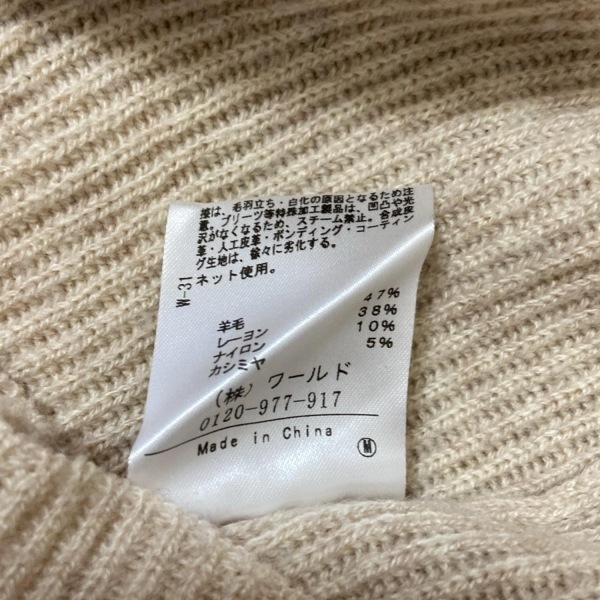 擦は、毛羽立ち・白化の原因となるため注
意。プリーツ等特殊加工製品は、凹凸や光
沢がなくなるため、スチーム禁止。合成皮
革・人工皮革・ボンディング・コーティン
グ生地は、徐々に劣化する。
ネット使用。
W-31
羊毛 47%
レーヨン 38%
ナイロン 10%
カシミヤ 5%
(株) ワールド
0120-977-917
Made in China
M